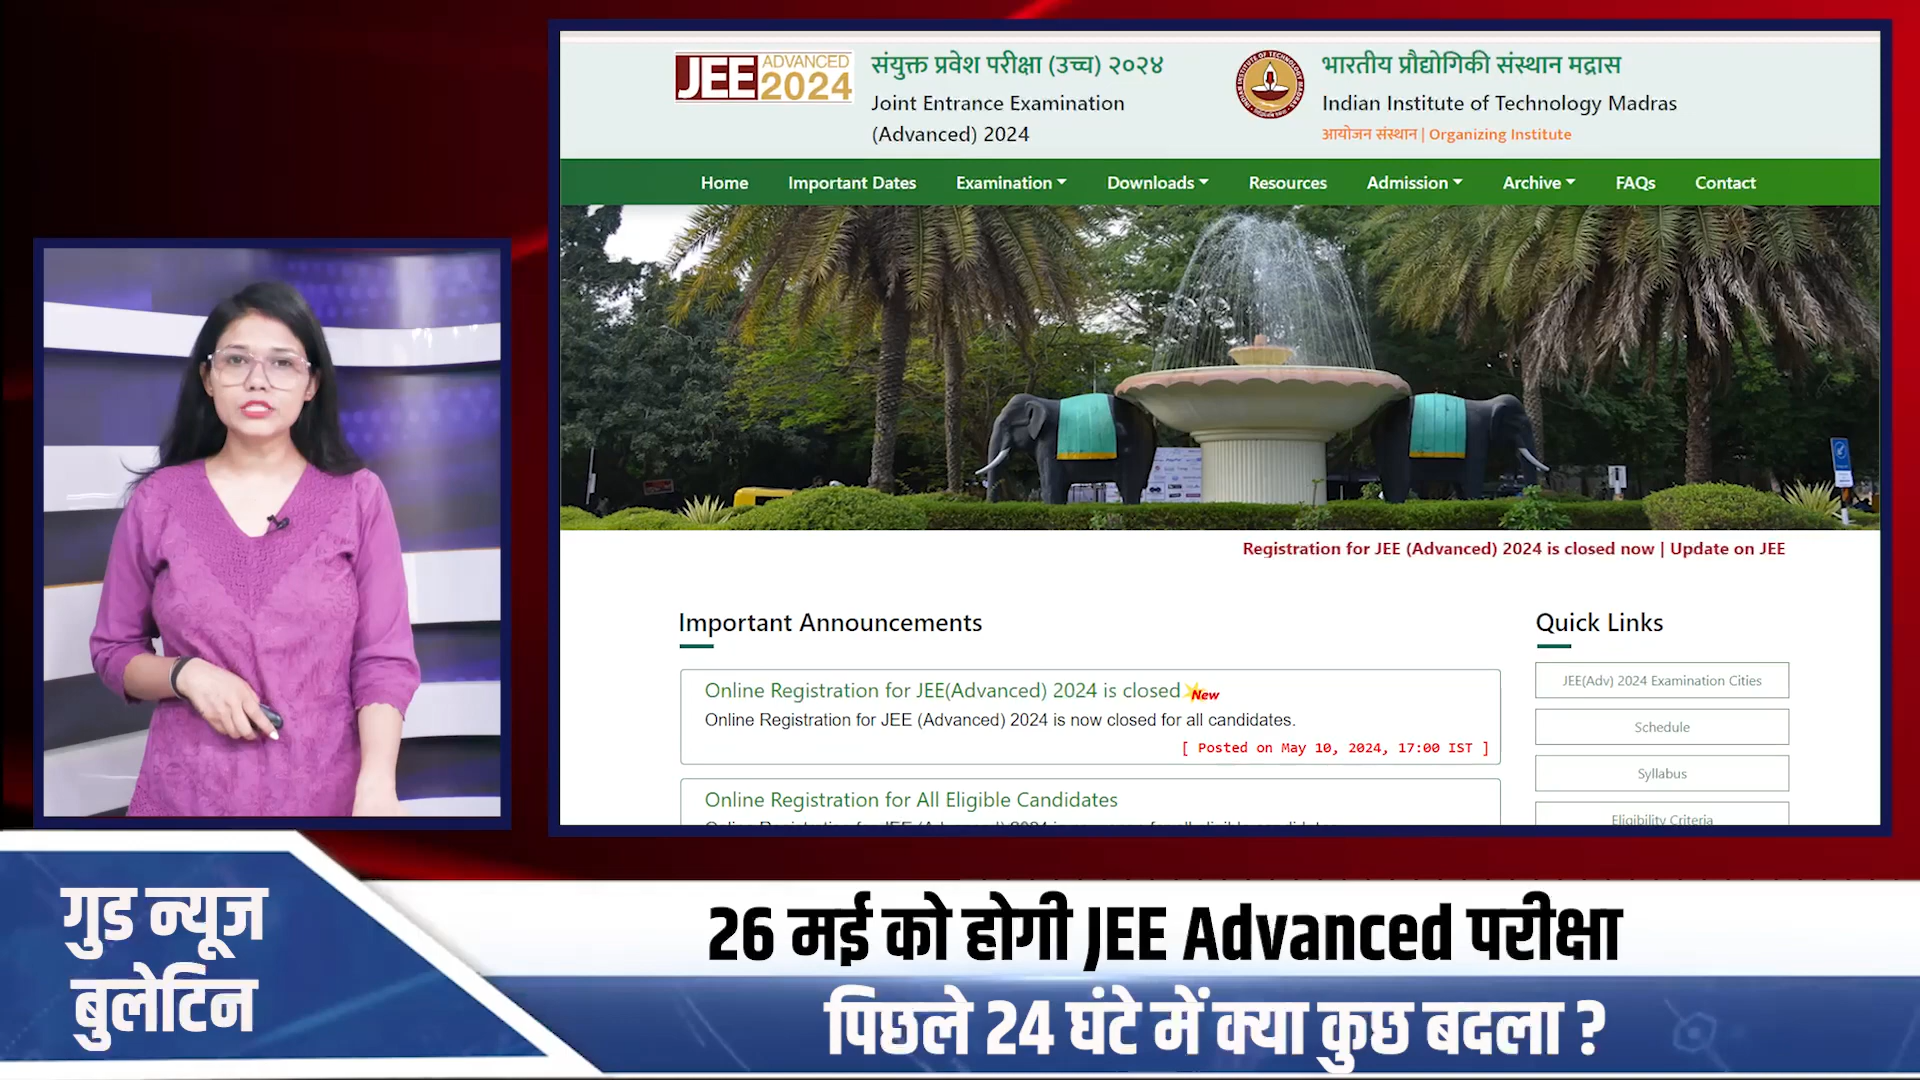 JEE ADVANCED 2024
संयुक्त प्रवेश परीक्षा (उच्च) २०२४
Joint Entrance Examination
(Advanced) 2024
भारतीय प्रौद्योगिकी संस्थान मद्रास
Indian Institute of Technology Madras
आयोजन संस्थान | Organizing Institute
Home Important Dates Examination Downloads Resources Admission Archive FAQs Contact
Registration for JEE (Advanced) 2024 is closed now | Update on JEE
Important Announcements
Online Registration for JEE(Advanced) 2024 is closed New
Online Registration for JEE (Advanced) 2024 is now closed for all candidates.
[ Posted on May 10, 2024, 17:00 IST ]
Online Registration for All Eligible Candidates
Quick Links
JEE(Adv) 2024 Examination Cities
Schedule
Syllabus
Eligibility Criteria
गुड न्यूज
बुलेटिन
26 मई को होगी JEE Advanced परीक्षा
पिछले 24 घंटे में क्या कुछ बदला ?